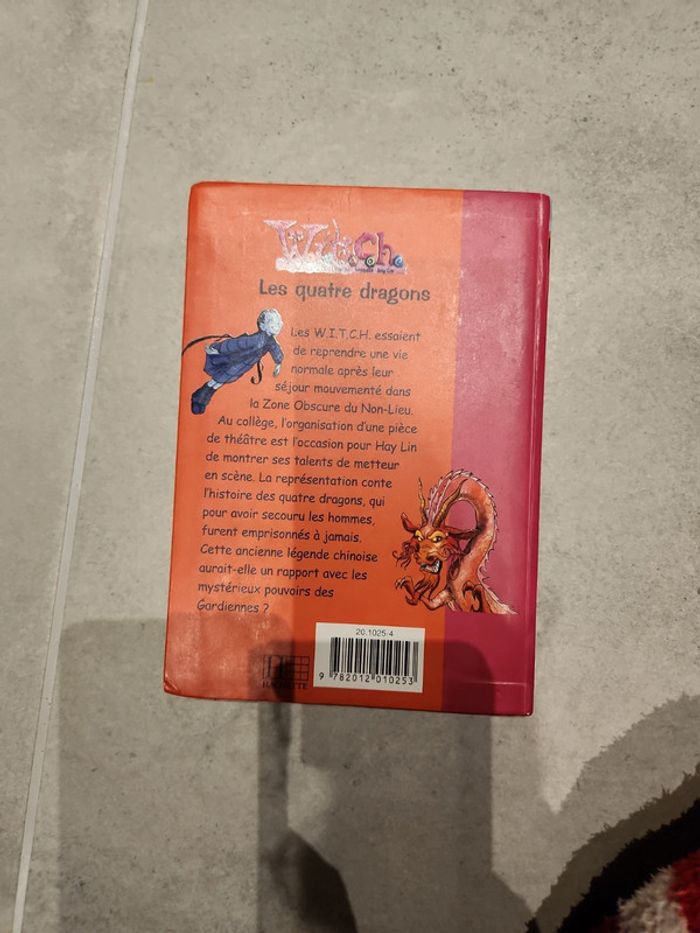 W.i.t.c.h.
Hay Lin
Les quatre dragons
Les W.I.T.C.H. essaient
de reprendre une vie
normale après leur
séjour mouvementé dans
la Zone Obscure du Non-Lieu.
Au collège, l'organisation d'une pièce
de théâtre est l'occasion pour Hay Lin
de montrer ses talents de metteur
en scène. La représentation conte
l'histoire des quatre dragons, qui
pour avoir secouru les hommes,
furent emprisonnés à jamais.
Cette ancienne légende chinoise
aurait-elle un rapport avec les
mystérieux pouvoirs des
Gardiennes ?
20.1025.4
HACHETTE
9 782012 010253